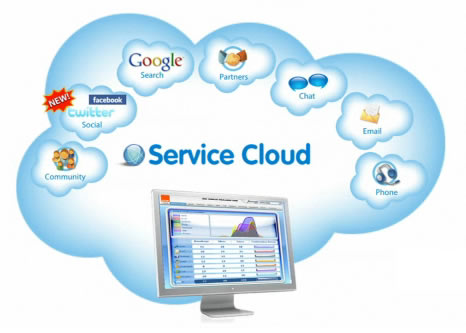 Google
Search
Partners
Chat
NEW!
facebook
twitter
Social
Email
Service Cloud
Community
Phone